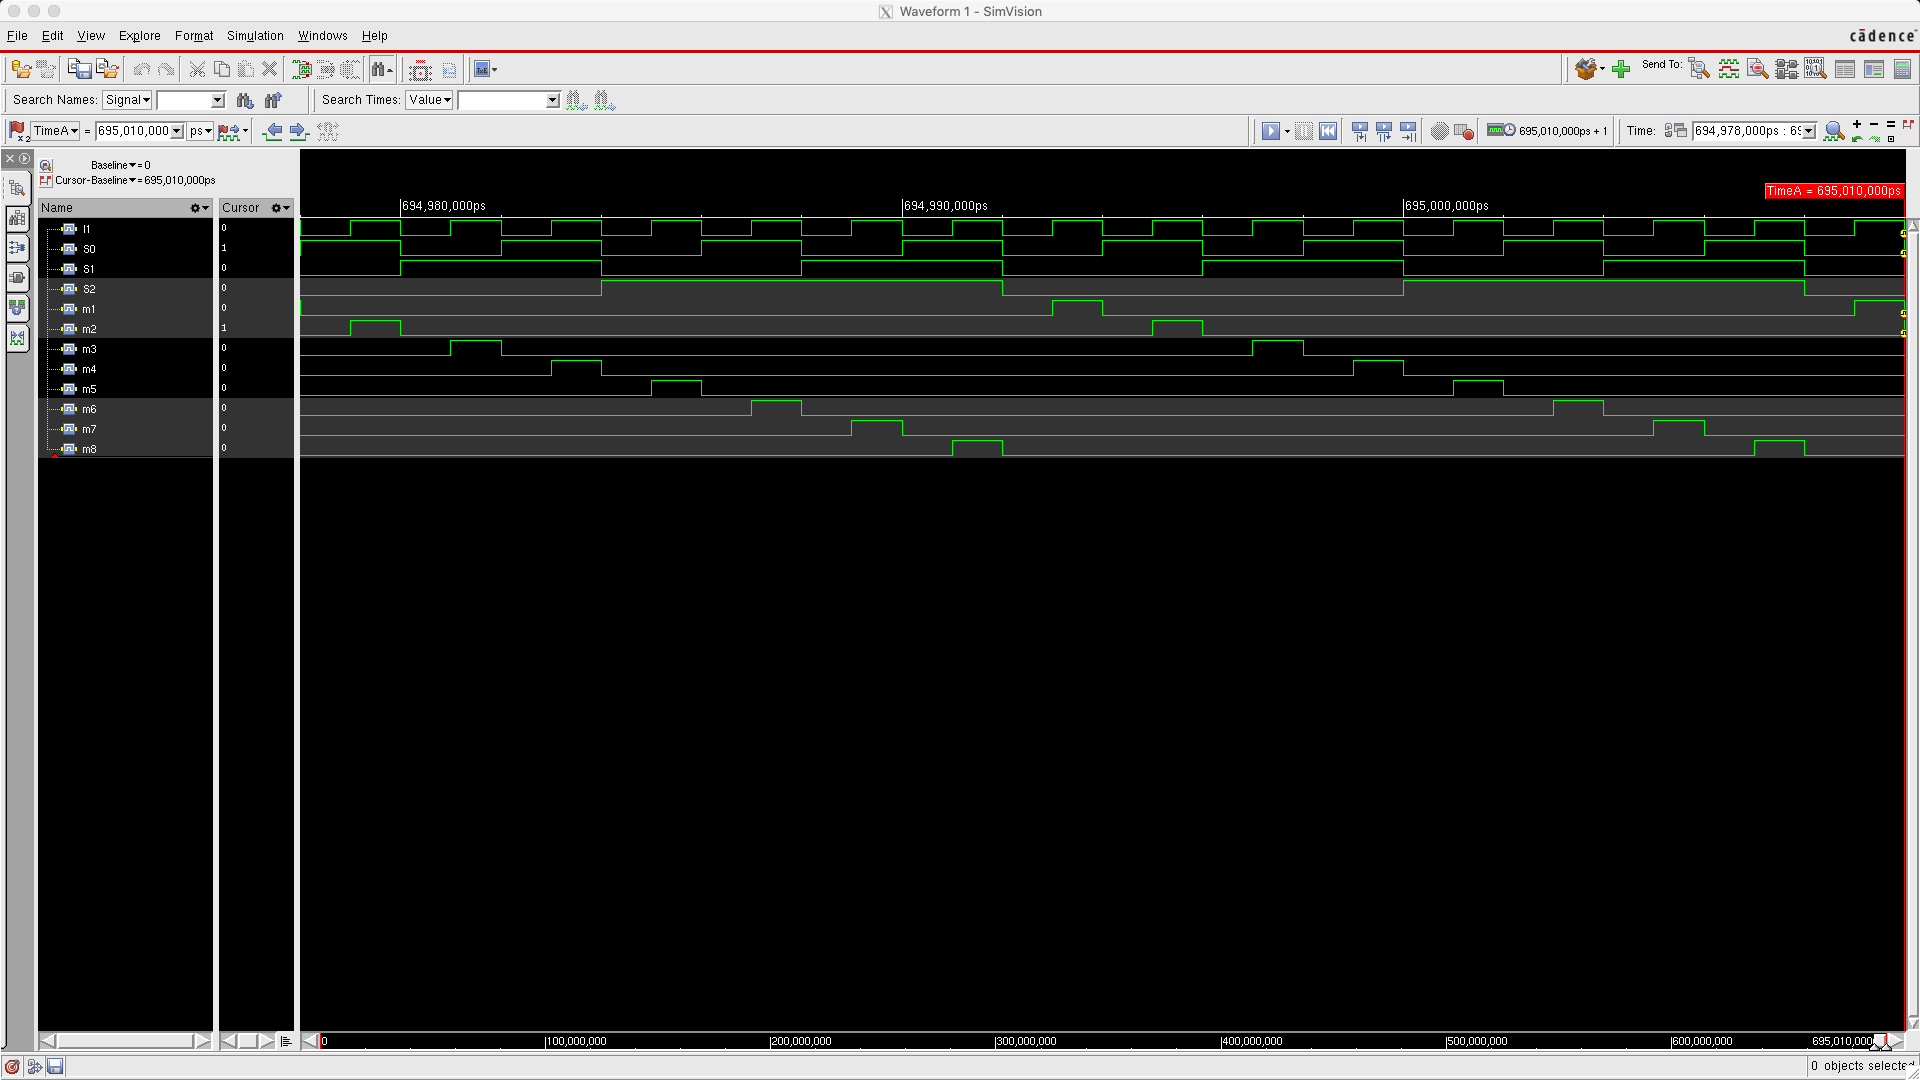 Waveform 1 - SimVision
File Edit View Explore Format Simulation Windows Help
cādence
Send To:
Search Names: Signal
Search Times: Value
TimeA = 695,010,000 ps
695,010,000ps + 1
Time: 694,978,000ps : 69
Baseline = 0
Cursor-Baseline = 695,010,000ps
TimeA = 695,010,000ps
Name Cursor
694,980,000ps 694,990,000ps 695,000,000ps
I1 0
S0 1
S1 0
S2 0
m1 0
m2 1
m3 0
m4 0
m5 0
m6 0
m7 0
m8 0
0 100,000,000 200,000,000 300,000,000 400,000,000 500,000,000 600,000,000 695,010,000
0 objects selected